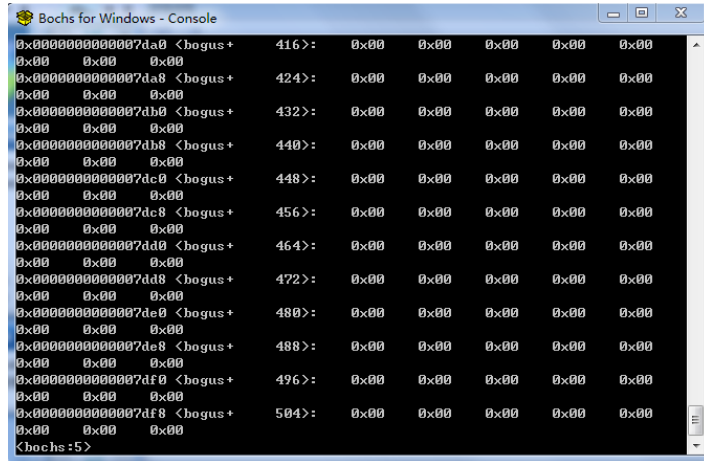 Bochs for Windows - Console
0x0000000000007da0 <bogus+ 416>: 0x00 0x00 0x00 0x00 0x00
0x00 0x00 0x00
0x0000000000007da8 <bogus+ 424>: 0x00 0x00 0x00 0x00 0x00
0x00 0x00 0x00
0x0000000000007db0 <bogus+ 432>: 0x00 0x00 0x00 0x00 0x00
0x00 0x00 0x00
0x0000000000007db8 <bogus+ 440>: 0x00 0x00 0x00 0x00 0x00
0x00 0x00 0x00
0x0000000000007dc0 <bogus+ 448>: 0x00 0x00 0x00 0x00 0x00
0x00 0x00 0x00
0x0000000000007dc8 <bogus+ 456>: 0x00 0x00 0x00 0x00 0x00
0x00 0x00 0x00
0x0000000000007dd0 <bogus+ 464>: 0x00 0x00 0x00 0x00 0x00
0x00 0x00 0x00
0x0000000000007dd8 <bogus+ 472>: 0x00 0x00 0x00 0x00 0x00
0x00 0x00 0x00
0x0000000000007de0 <bogus+ 480>: 0x00 0x00 0x00 0x00 0x00
0x00 0x00 0x00
0x0000000000007de8 <bogus+ 488>: 0x00 0x00 0x00 0x00 0x00
0x00 0x00 0x00
0x0000000000007df0 <bogus+ 496>: 0x00 0x00 0x00 0x00 0x00
0x00 0x00 0x00
0x0000000000007df8 <bogus+ 504>: 0x00 0x00 0x00 0x00 0x00
0x00 0x00 0x00
<bochs:5>